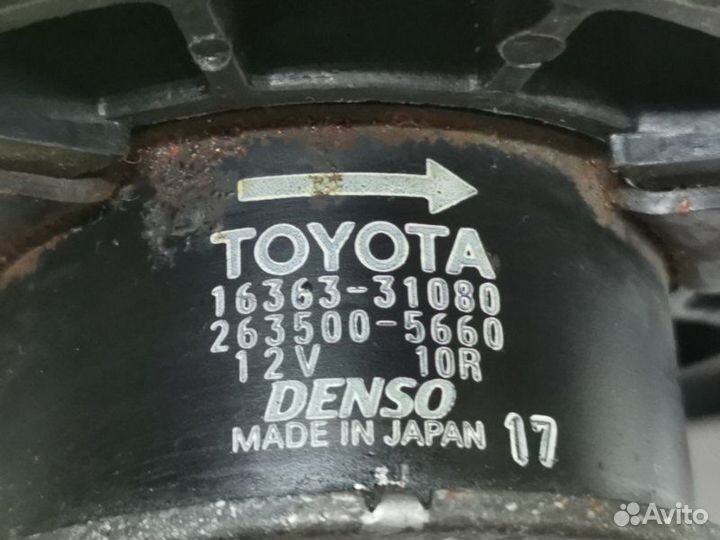 TOYOTA
16363-31080
263500-5660
12V 10R
DENSO
MADE IN JAPAN 17
Avito